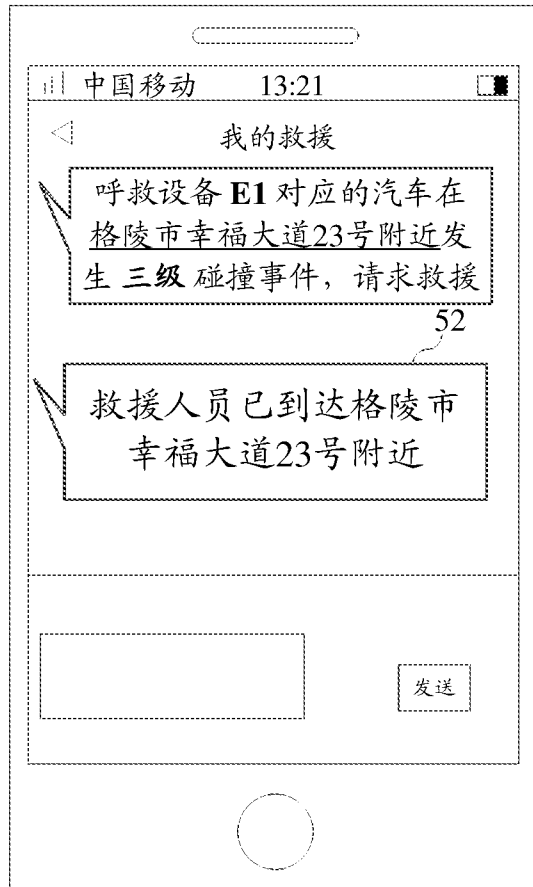 中国移动 13:21
我的救援
呼救设备 E1 对应的汽车在
格陵市幸福大道23号附近发
生 三级 碰撞事件，请求救援
52
救援人员已到达格陵市
幸福大道23号附近
发送